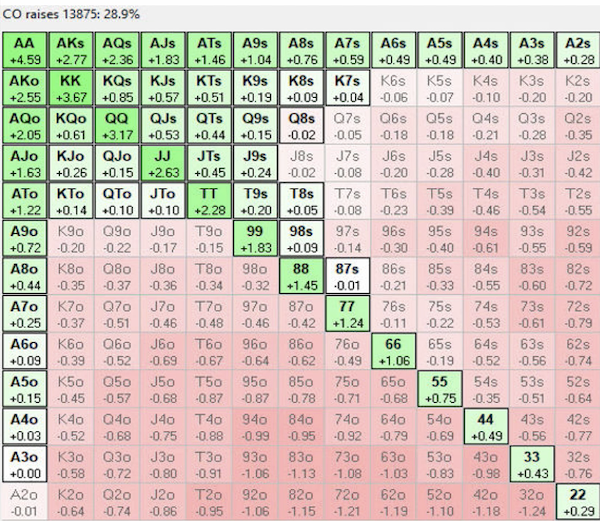 CO raises 13875: 28.9%
AA AKs AQs AJs ATs A9s A8s A7s A6s A5s A4s A3s A2s
+4.59 +2.77 +2.36 +1.83 +1.46 +1.04 +0.76 +0.59 +0.49 +0.49 +0.40 +0.38 +0.28
AKo KK KQs KJs KTs K9s K8s K7s K6s K5s K4s K3s K2s
+2.55 +3.67 +0.85 +0.57 +0.51 +0.19 +0.09 +0.04 -0.06 -0.07 -0.10 -0.20 -0.20
AQo KQo QQ QJs QTs Q9s Q8s Q7s Q6s Q5s Q4s Q3s Q2s
+2.05 +0.61 +3.17 +0.53 +0.44 +0.15 -0.02 -0.05 -0.18 -0.18 -0.21 -0.28 -0.35
AJo KJo QJo JJ JTs J9s J8s J7s J6s J5s J4s J3s J2s
+1.63 +0.26 +0.15 +2.63 +0.45 +0.24 -0.02 -0.08 -0.20 -0.28 -0.40 -0.31 -0.42
ATo KTo QTo JTo TT T9s T8s T7s T6s T5s T4s T3s T2s
+1.22 +0.14 +0.10 +0.10 +2.28 +0.20 +0.05 -0.08 -0.23 -0.39 -0.46 -0.54 -0.55
A9o K9o Q9o J9o T9o 99 98s 97s 96s 95s 94s 93s 92s
+0.72 -0.20 -0.22 -0.17 -0.15 +1.83 +0.09 -0.14 -0.30 -0.40 -0.61 -0.55 -0.59
A8o K8o Q8o J8o T8o 98o 88 87s 86s 85s 84s 83s 82s
+0.44 -0.35 -0.37 -0.36 -0.34 -0.32 +1.45 -0.01 -0.21 -0.33 -0.55 -0.60 -0.72
A7o K7o Q7o J7o T7o 97o 87o 77 76s 75s 74s 73s 72s
+0.25 -0.37 -0.51 -0.46 -0.48 -0.46 -0.42 +1.24 -0.11 -0.22 -0.53 -0.61 -0.79
A6o K6o Q6o J6o T6o 96o 86o 76o 66 65s 64s 63s 62s
+0.09 -0.39 -0.52 -0.69 -0.67 -0.64 -0.62 -0.49 +1.06 -0.19 -0.52 -0.56 -0.74
A5o K5o Q5o J5o T5o 95o 85o 75o 65o 55 54s 53s 52s
+0.15 -0.45 -0.57 -0.68 -0.87 -0.87 -0.78 -0.71 -0.68 +0.75 -0.35 -0.51 -0.64
A4o K4o Q4o J4o T4o 94o 84o 74o 64o 54o 44 43s 42s
+0.03 -0.52 -0.68 -0.75 -0.88 -0.99 -0.95 -0.92 -0.79 -0.69 +0.49 -0.56 -0.77
A3o K3o Q3o J3o T3o 93o 83o 73o 63o 53o 43o 33 32s
+0.00 -0.58 -0.72 -0.80 -0.91 -1.06 -1.13 -1.08 -1.03 -0.83 -0.98 +0.43 -0.76
A2o K2o Q2o J2o T2o 92o 82o 72o 62o 52o 42o 32o 22
-0.01 -0.64 -0.74 -0.86 -0.95 -1.06 -1.15 -1.21 -1.19 -1.10 -1.18 -1.24 +0.29